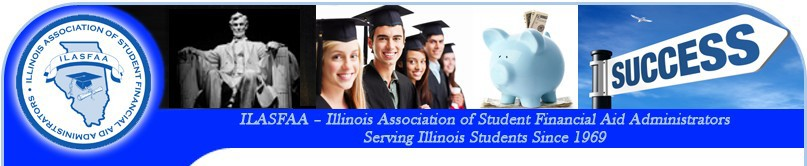 ILLINOIS ASSOCIATION OF STUDENT FINANCIAL AID ADMINISTRATORS •
ILASFAA
SUCCESS
ILASFAA – Illinois Association of Student Financial Aid Administrators
Serving Illinois Students Since 1969